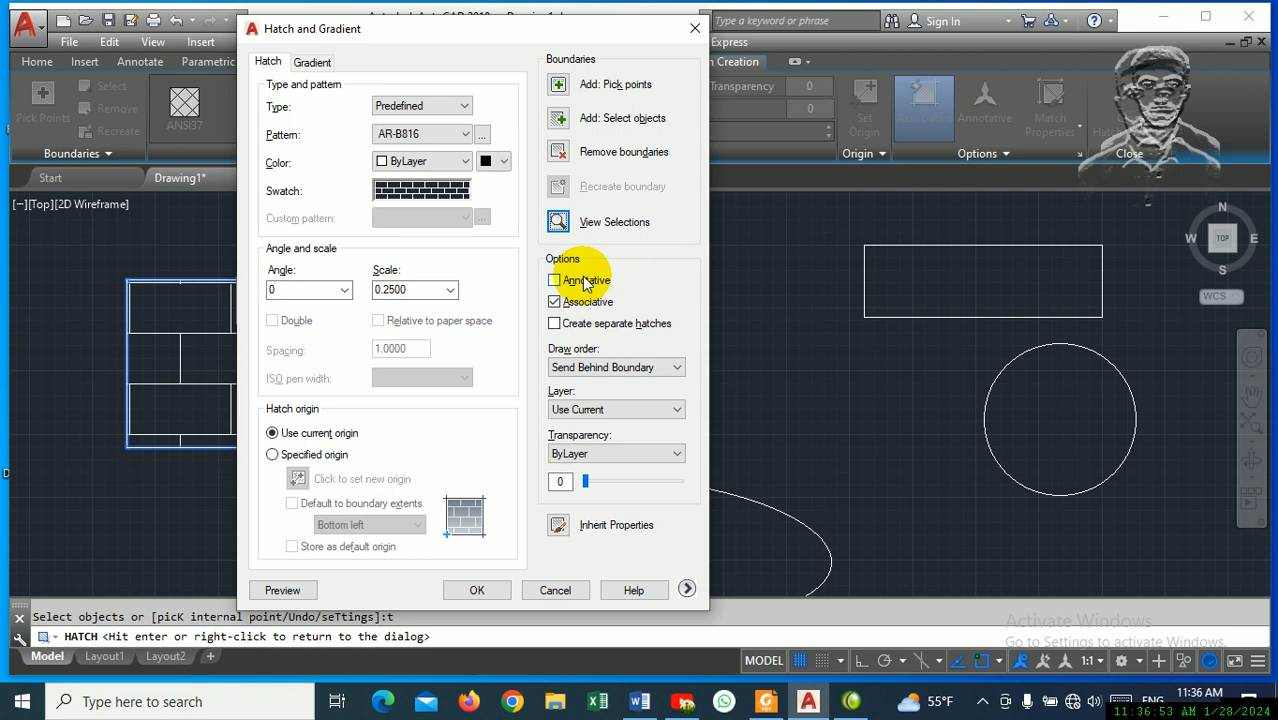 Hatch and Gradient
Type a keyword or phrase
Sign In
File Edit View Insert
Express
Home Insert Annotate Parametric
Hatch Gradient
Boundaries
Type and pattern
Type: Predefined
Pattern: AR-B816 ...
Color: ByLayer
Swatch:
Custom pattern: ...
Add: Pick points
Add: Select objects
Remove boundaries
Recreate boundary
View Selections
Pick Points
Select
Remove
Recreate
ANSI37
Boundaries
Transparency 0
0
Set Origin
Associative
Annotative
Match Properties
Origin
Options
Close
Start Drawing1*
[−][Top][2D Wireframe]
N
W TOP E
S
WCS
Angle and scale
Angle: Scale:
0 0.2500
Double Relative to paper space
Spacing: 1.0000
ISO pen width:
Options
Annotative
Associative
Create separate hatches
Draw order:
Send Behind Boundary
Layer:
Use Current
Transparency:
ByLayer
0
Inherit Properties
Hatch origin
Use current origin
Specified origin
Click to set new origin
Default to boundary extents
Bottom left
Store as default origin
Preview OK Cancel Help
Select objects or [picK internal point/Undo/seTtings]:t
HATCH <Hit enter or right-click to return to the dialog>
Activate Windows
Go to Settings to activate Windows.
Model Layout1 Layout2 +
MODEL 1:1
Type here to search
55°F
ENG
11:36 AM
11:36:53 AM 1/28/2024